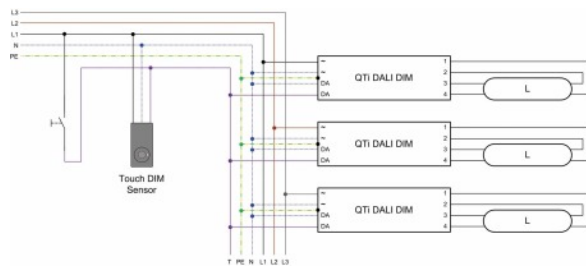 L3
L2
L1
N
PE
~
~
DA
DA
QTi DALI DIM
1
2
3
4
L
~
~
DA
DA
QTi DALI DIM
1
2
3
4
L
Touch DIM
Sensor
~
~
DA
DA
QTi DALI DIM
1
2
3
4
L
T PE N L1 L2 L3